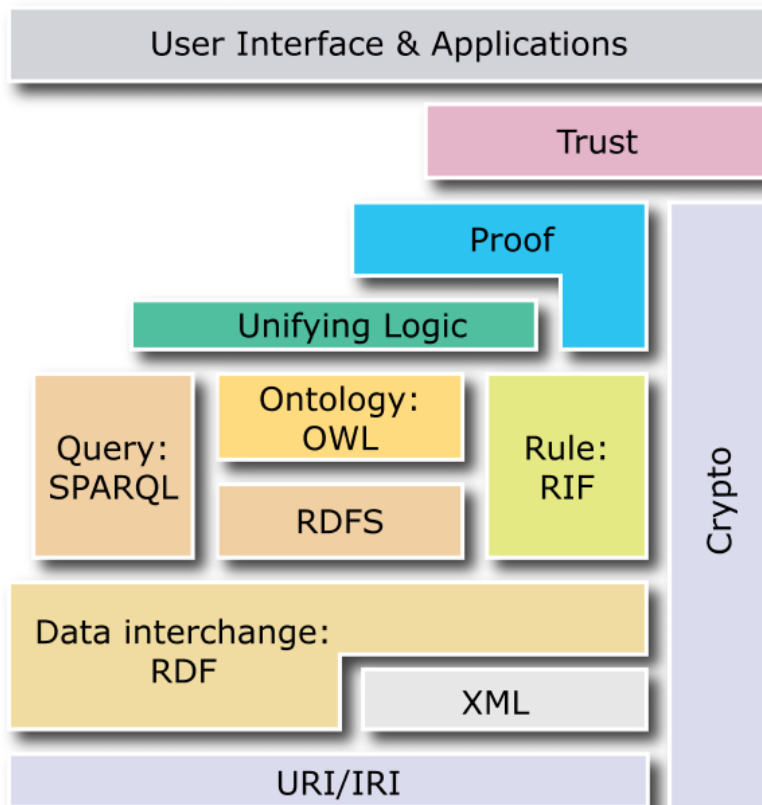 User Interface & Applications
Trust
Proof
Unifying Logic
Query:
SPARQL
Ontology:
OWL
RDFS
Rule:
RIF
Crypto
Data interchange:
RDF
XML
URI/IRI